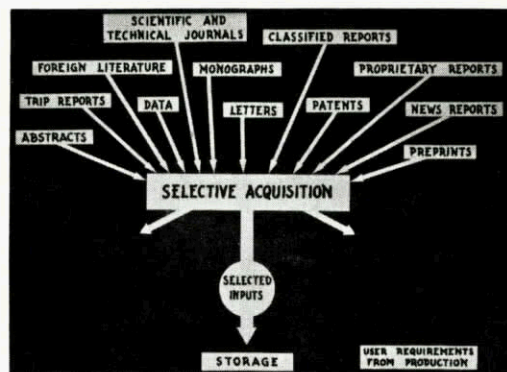 SCIENTIFIC AND
TECHNICAL JOURNALS
CLASSIFIED REPORTS
FOREIGN LITERATURE
MONOGRAPHS
PROPRIETARY REPORTS
TRIP REPORTS
DATA
LETTERS
PATENTS
NEWS REPORTS
ABSTRACTS
PREPRINTS
SELECTIVE ACQUISITION
SELECTED
INPUTS
STORAGE
USER REQUIREMENTS
FROM PRODUCTION